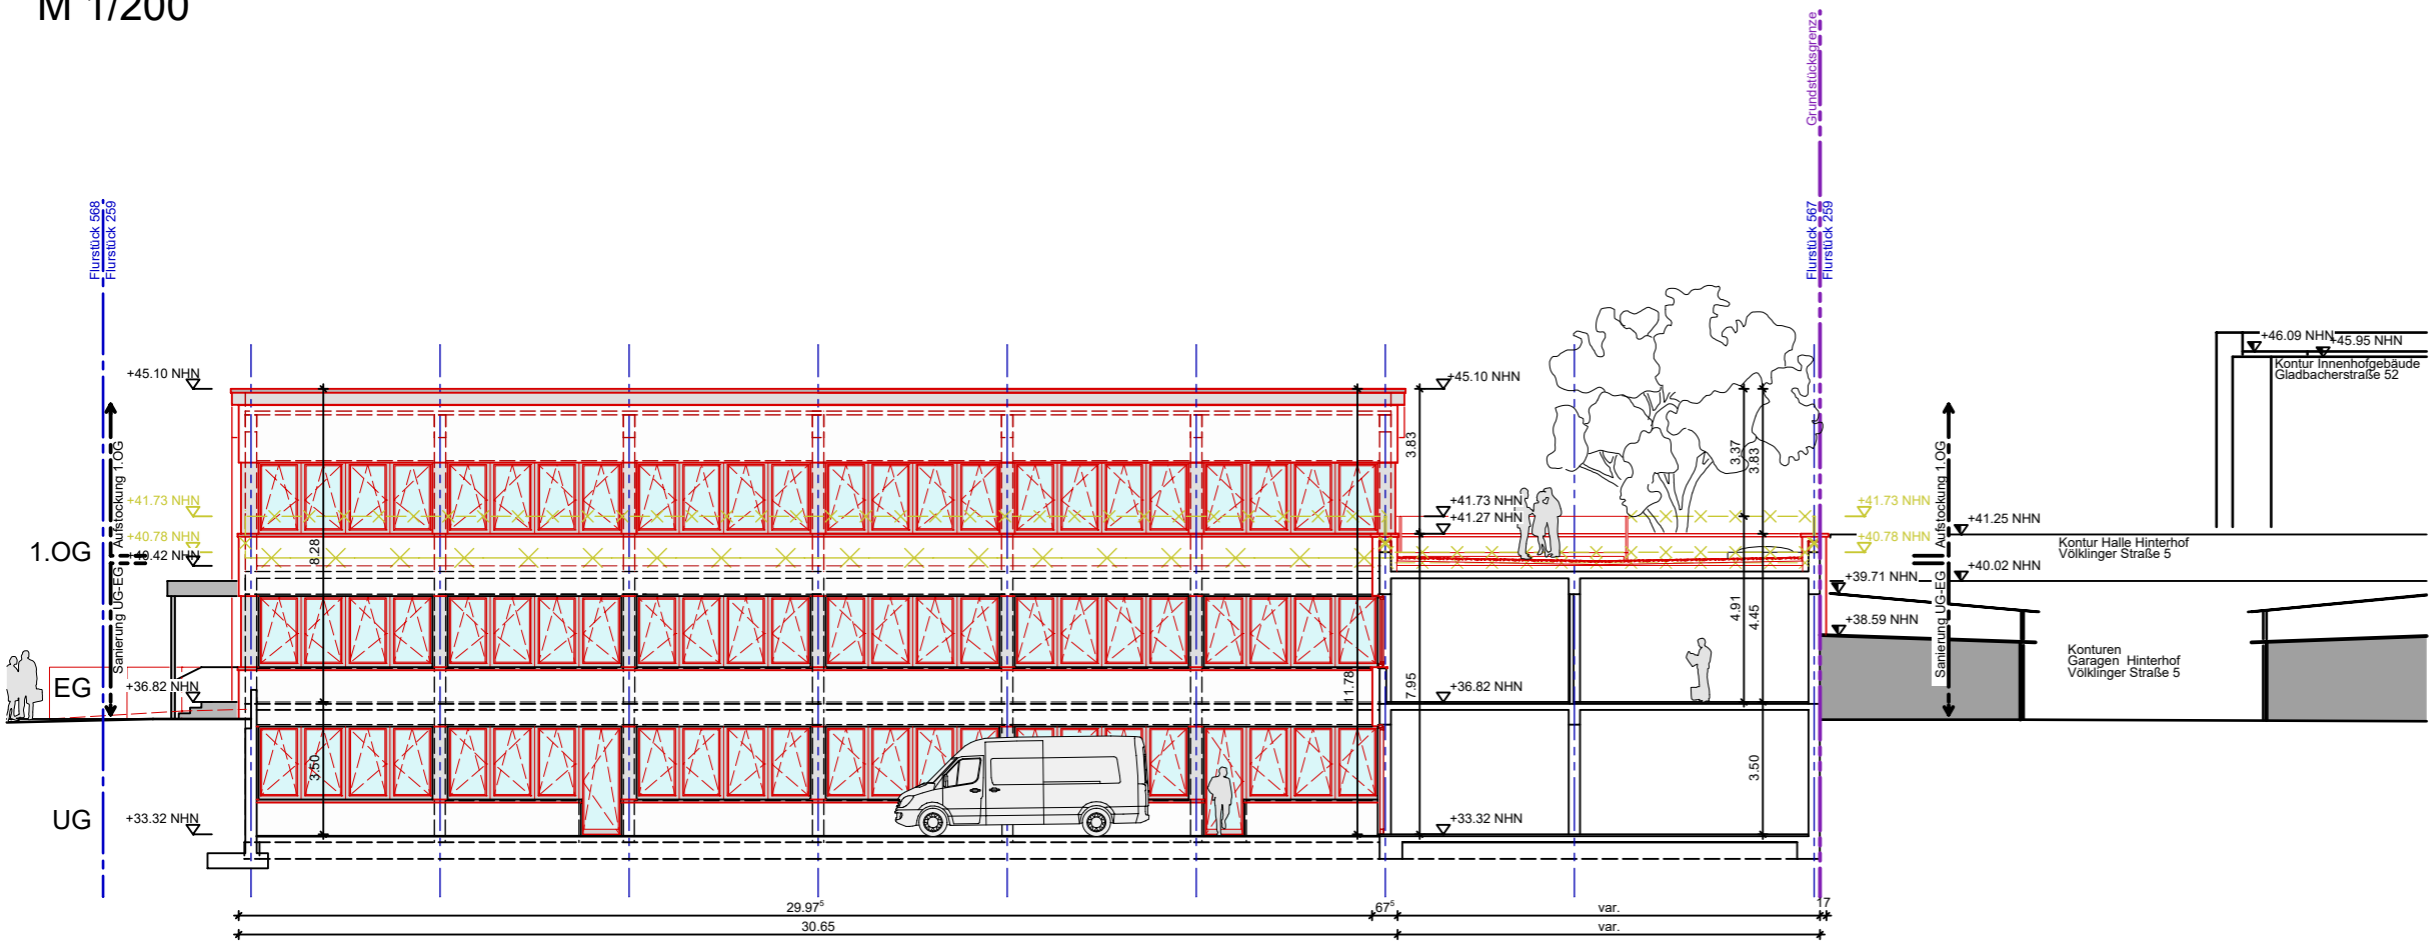 M 1/200
Grundstücksgrenze
Flurstück 568
Flurstück 259
Flurstück 567
Flurstück 259
+46.09 NHN
+45.95 NHN
Kontur Innenhofgebäude
Gladbacherstraße 52
+45.10 NHN
+45.10 NHN
Aufstockung 1.OG
3.83
3.37
3.83
Aufstockung 1.OG
+41.73 NHN
+41.73 NHN
+41.73 NHN
+41.27 NHN
+41.25 NHN
+40.78 NHN
+40.78 NHN
Kontur Halle Hinterhof
Völklinger Straße 5
1.OG
+40.42 NHN
8.28
+40.02 NHN
+39.71 NHN
Sanierung UG-EG
4.91
4.45
Sanierung UG-EG
+38.59 NHN
Konturen
Garagen Hinterhof
Völklinger Straße 5
EG
+36.82 NHN
11.78
7.95
+36.82 NHN
3.50
3.50
UG
+33.32 NHN
+33.32 NHN
29.97⁵
67⁵
var.
17
30.65
var.